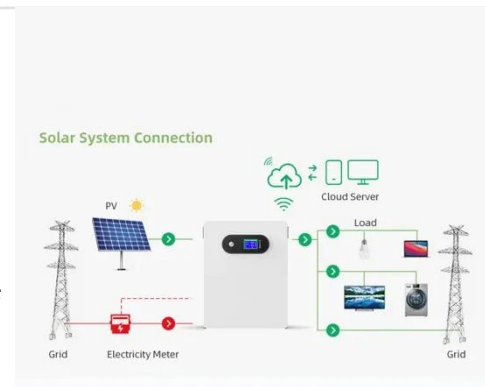 Solar System Connection
Cloud Server
PV
Load
Grid
Electricity Meter
Grid